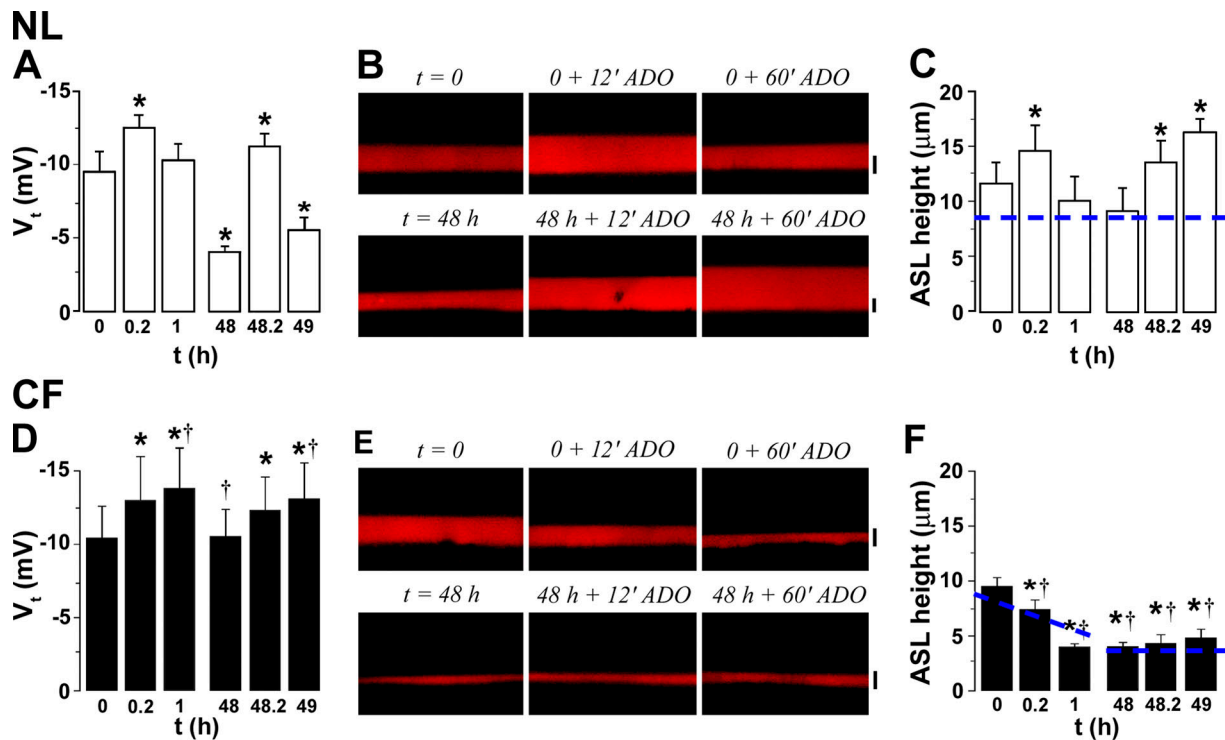 NL
A
-15
-10
-5
0
V_t (mV)
*
*
*
*
0 0.2 1 48 48.2 49
t (h)
B
t = 0
0 + 12' ADO
0 + 60' ADO
t = 48 h
48 h + 12' ADO
48 h + 60' ADO
C
20
15
10
5
0
ASL height (μm)
*
*
*
0 0.2 1 48 48.2 49
t (h)
CF
D
-15
-10
-5
0
V_t (mV)
*
*†
†
*
*†
0 0.2 1 48 48.2 49
t (h)
E
t = 0
0 + 12' ADO
0 + 60' ADO
t = 48 h
48 h + 12' ADO
48 h + 60' ADO
F
20
15
10
5
0
ASL height (μm)
*†
*†
*†
*†
*†
0 0.2 1 48 48.2 49
t (h)